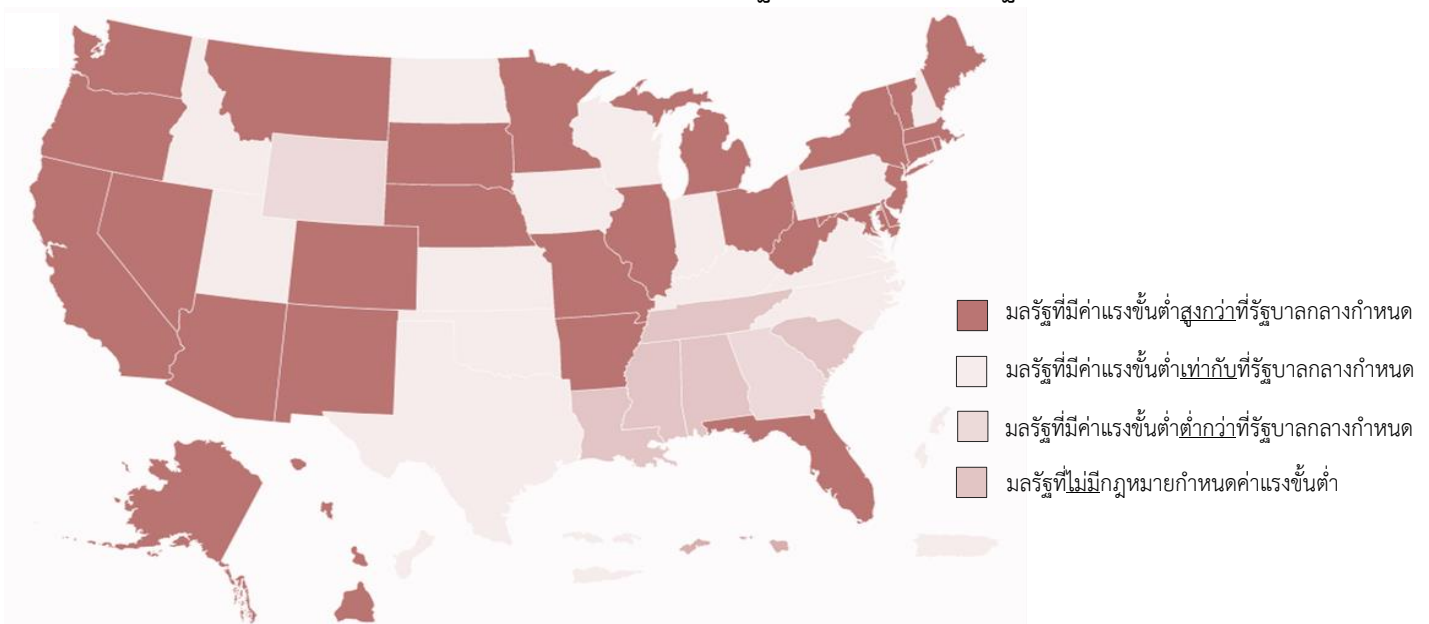 มลรัฐที่มีค่าแรงขั้นต่ำสูงกว่าที่รัฐบาลกลางกำหนด
มลรัฐที่มีค่าแรงขั้นต่ำเท่ากับที่รัฐบาลกลางกำหนด
มลรัฐที่มีค่าแรงขั้นต่ำต่ำกว่าที่รัฐบาลกลางกำหนด
มลรัฐที่ไม่มีกฎหมายกำหนดค่าแรงขั้นต่ำ